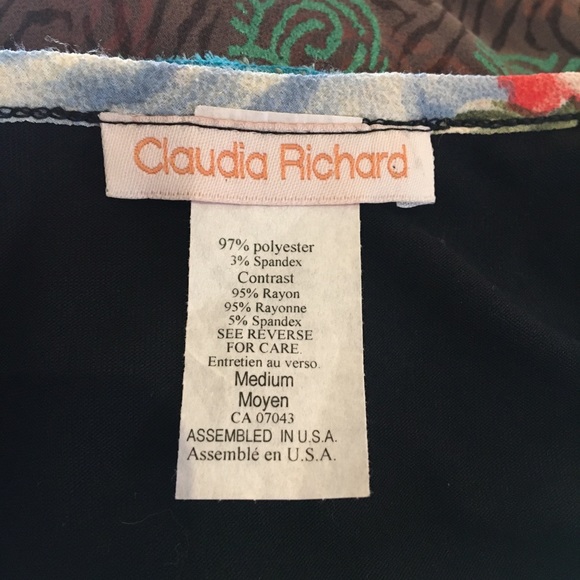 Claudia Richard
97% polyester
3% Spandex
Contrast
95% Rayon
95% Rayonne
5% Spandex
SEE REVERSE
FOR CARE.
Entretien au verso.
Medium
Moyen
CA 07043
ASSEMBLED IN U.S.A.
Assemblé en U.S.A.